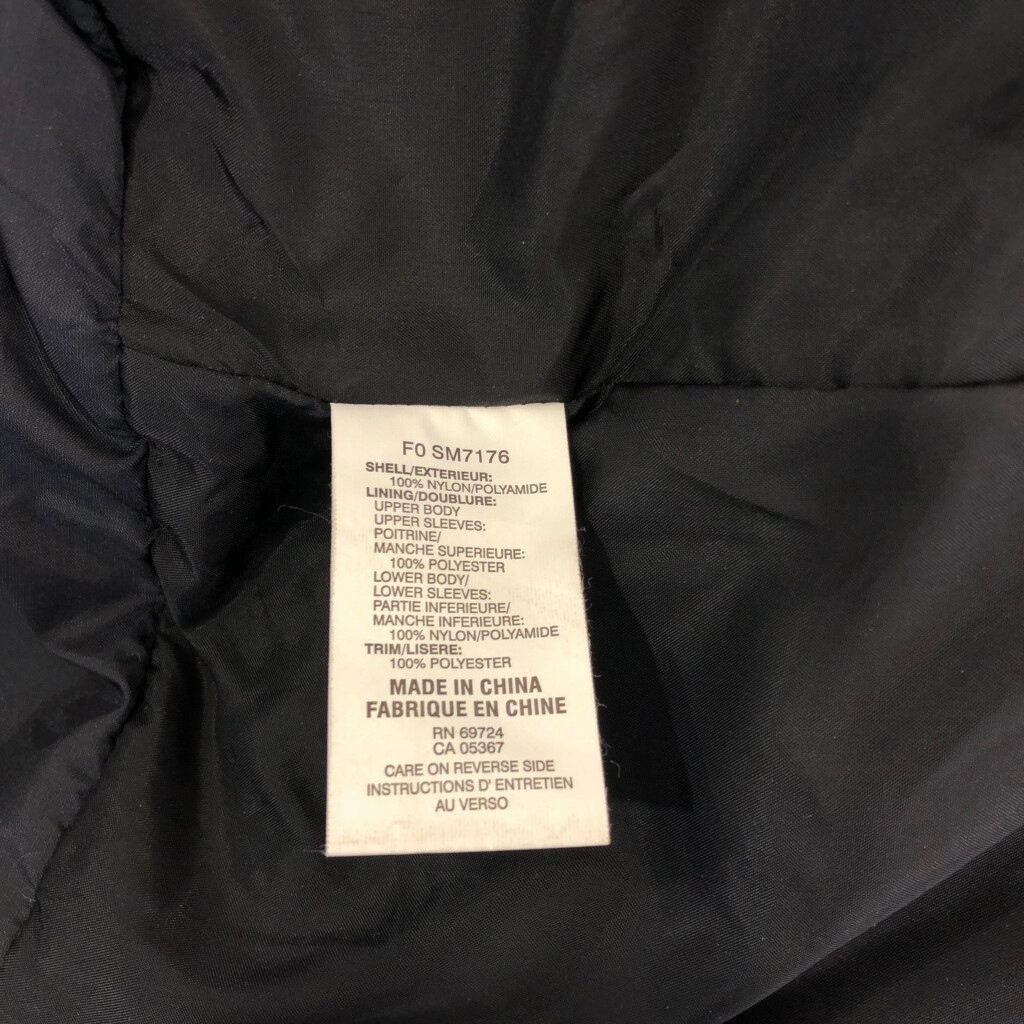 F0 SM7176
SHELL/EXTERIEUR:
100% NYLON/POLYAMIDE
LINING/DOUBLURE:
UPPER BODY
UPPER SLEEVES:
POITRINE/
MANCHE SUPERIEURE:
100% POLYESTER
LOWER BODY/
LOWER SLEEVES:
PARTIE INFERIEURE/
MANCHE INFERIEURE:
100% NYLON/POLYAMIDE
TRIM/LISERE:
100% POLYESTER
MADE IN CHINA
FABRIQUE EN CHINE
RN 69724
CA 05367
CARE ON REVERSE SIDE
INSTRUCTIONS D' ENTRETIEN
AU VERSO